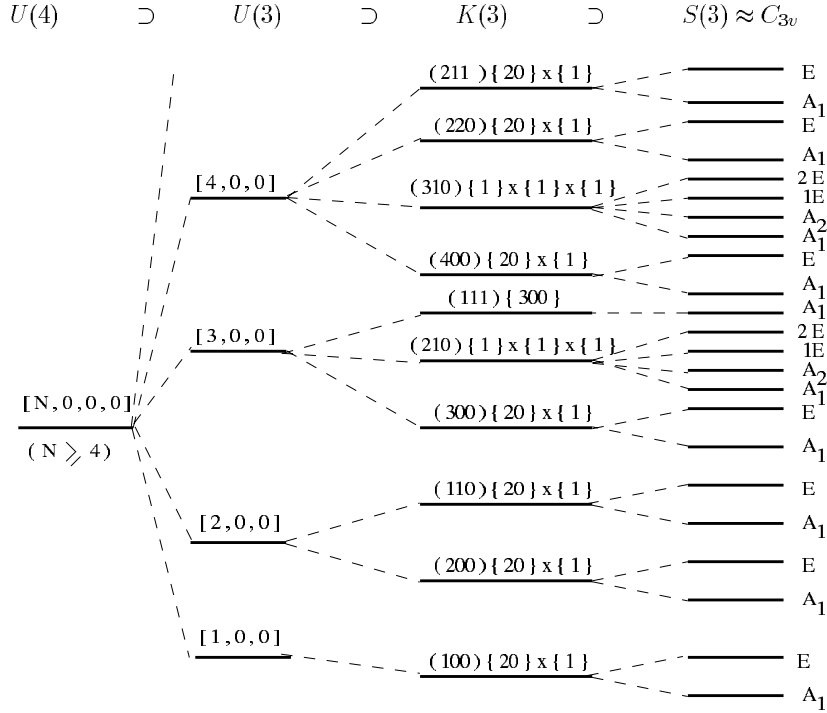 U(4) ⊃ U(3) ⊃ K(3) ⊃ S(3) ≈ C3v
(211){20}x{1} E
A1
(220){20}x{1} E
A1
[4,0,0] (310){1}x{1}x{1} 2E
1E
A2
A1
(400){20}x{1} E
A1
(111){300} A1
[3,0,0] (210){1}x{1}x{1} 2E
1E
A2
A1
[N,0,0,0] (300){20}x{1} E
(N ⩾ 4) A1
(110){20}x{1} E
[2,0,0] A1
(200){20}x{1} E
A1
[1,0,0] (100){20}x{1} E
A1